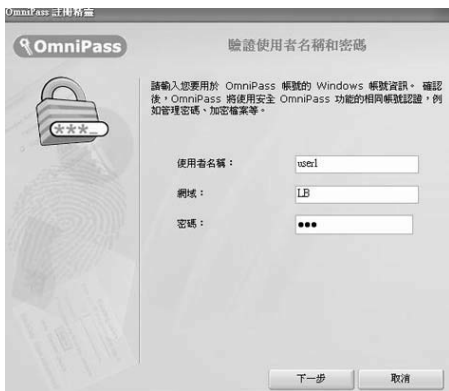 OmniPass 註冊精靈
OmniPass
驗證使用者名稱和密碼
請輸入您要用於 OmniPass 帳號的 Windows 帳號資訊。 確認
後，OmniPass 將使用安全 OmniPass 功能的相同帳號認證，例
如管理密碼、加密檔案等。
***_
使用者名稱：
user1
網域：
LB
密碼：
●●●
下一步
取消